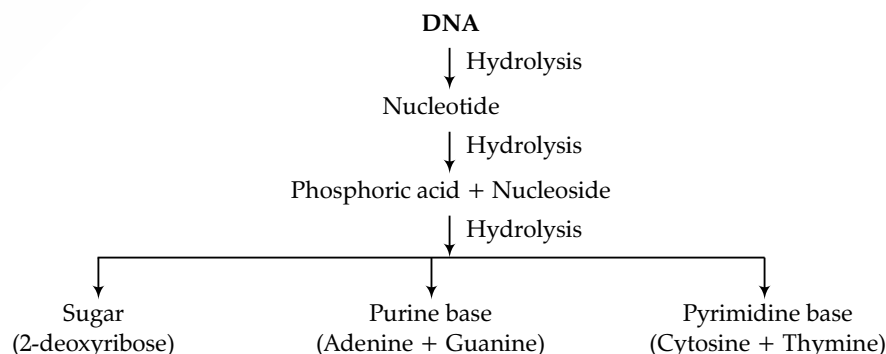 DNA
Hydrolysis
Nucleotide
Hydrolysis
Phosphoric acid + Nucleoside
Hydrolysis
Sugar
(2-deoxyribose)
Purine base
(Adenine + Guanine)
Pyrimidine base
(Cytosine + Thymine)